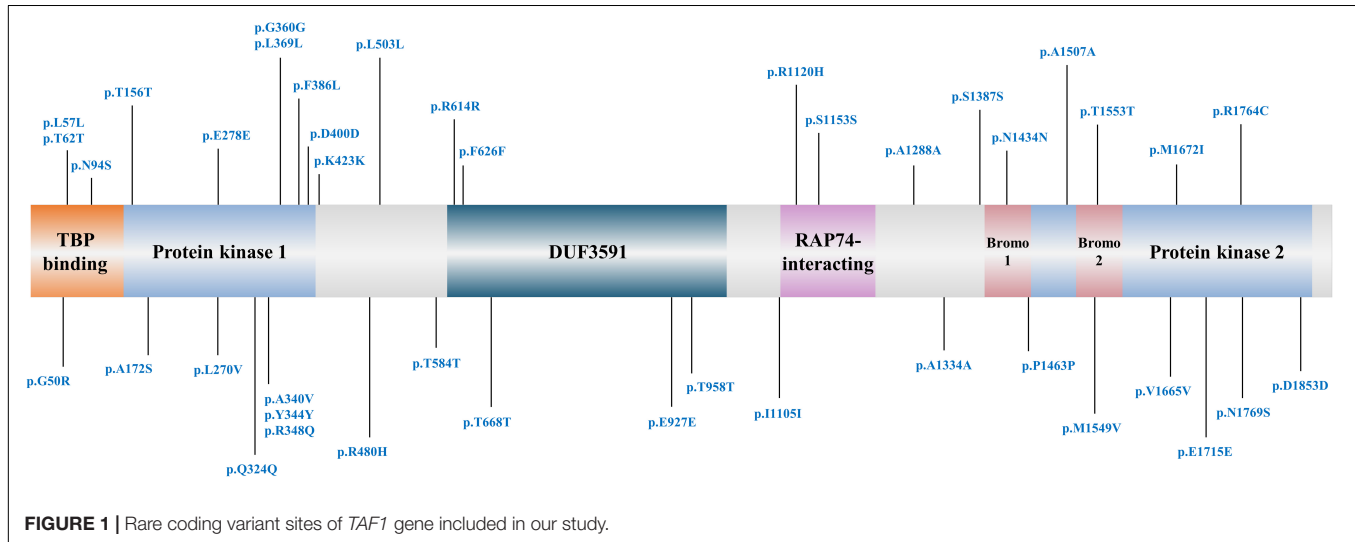 p.G360G
p.L369L
p.L503L
p.A1507A
p.R1120H
p.F386L
p.S1387S
p.T156T
p.R614R
p.S1153S
p.T1553T
p.R1764C
p.L57L
p.T62T
p.E278E
p.D400D
p.N1434N
p.F626F
p.A1288A
p.M1672I
p.N94S
p.K423K
TBP
binding
Protein kinase 1
DUF3591
RAP74-
interacting
Bromo
1
Bromo
2
Protein kinase 2
p.G50R
p.A172S
p.L270V
p.T584T
p.A1334A
p.P1463P
p.T958T
p.D1853D
p.A340V
p.Y344Y
p.R348Q
p.V1665V
p.T668T
p.E927E
p.I1105I
p.N1769S
p.M1549V
p.R480H
p.E1715E
p.Q324Q
FIGURE 1 | Rare coding variant sites of TAF1 gene included in our study.